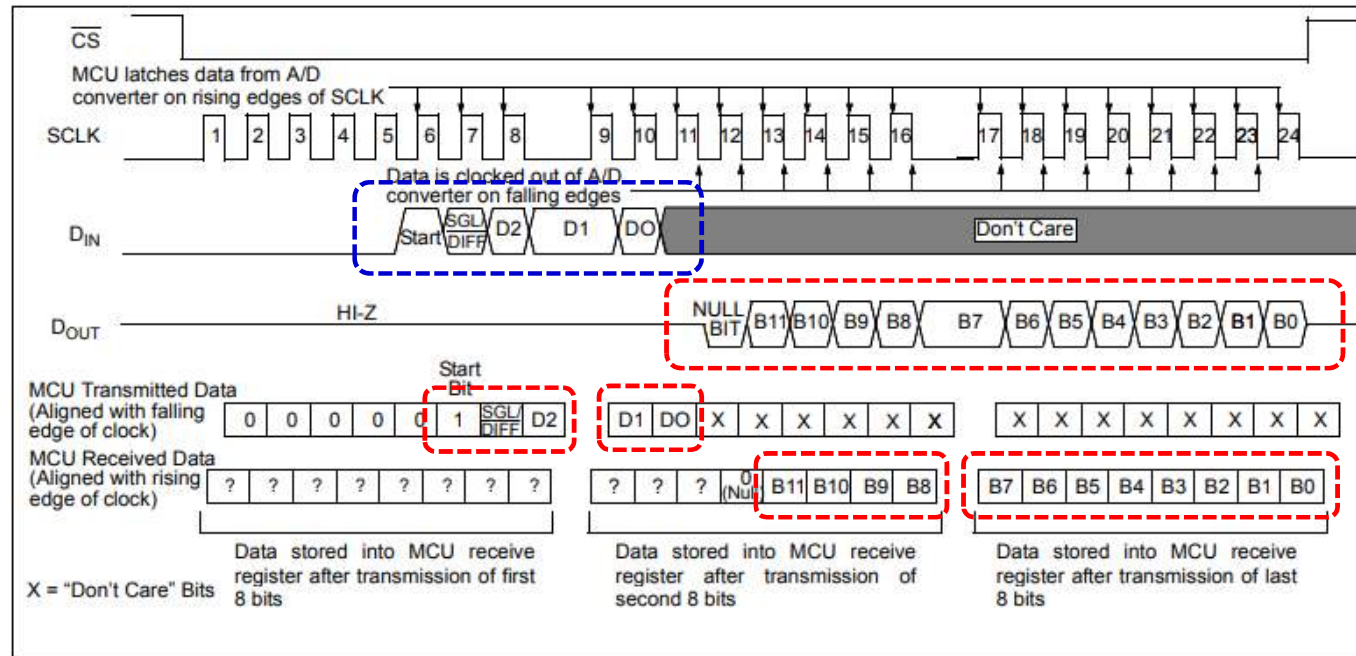 CS
MCU latches data from A/D
converter on rising edges of SCLK
SCLK
1 2 3 4 5 6 7 8 9 10 11 12 13 14 15 16 17 18 19 20 21 22 23 24
Data is clocked out of A/D
converter on falling edges
DIN
Start SGL/DIFF D2 D1 DO Don't Care
HI-Z
DOUT
NULL BIT B11 B10 B9 B8 B7 B6 B5 B4 B3 B2 B1 B0
Start
Bit
MCU Transmitted Data
(Aligned with falling
edge of clock)
0 0 0 0 0 1 SGL/DIFF D2 D1 DO X X X X X X X X X X X X X X
MCU Received Data
(Aligned with rising
edge of clock)
? ? ? ? ? ? ? ? ? ? ? 0 (Null) B11 B10 B9 B8 B7 B6 B5 B4 B3 B2 B1 B0
Data stored into MCU receive
register after transmission of first
8 bits
Data stored into MCU receive
register after transmission of
second 8 bits
Data stored into MCU receive
register after transmission of last
8 bits
X = "Don't Care" Bits